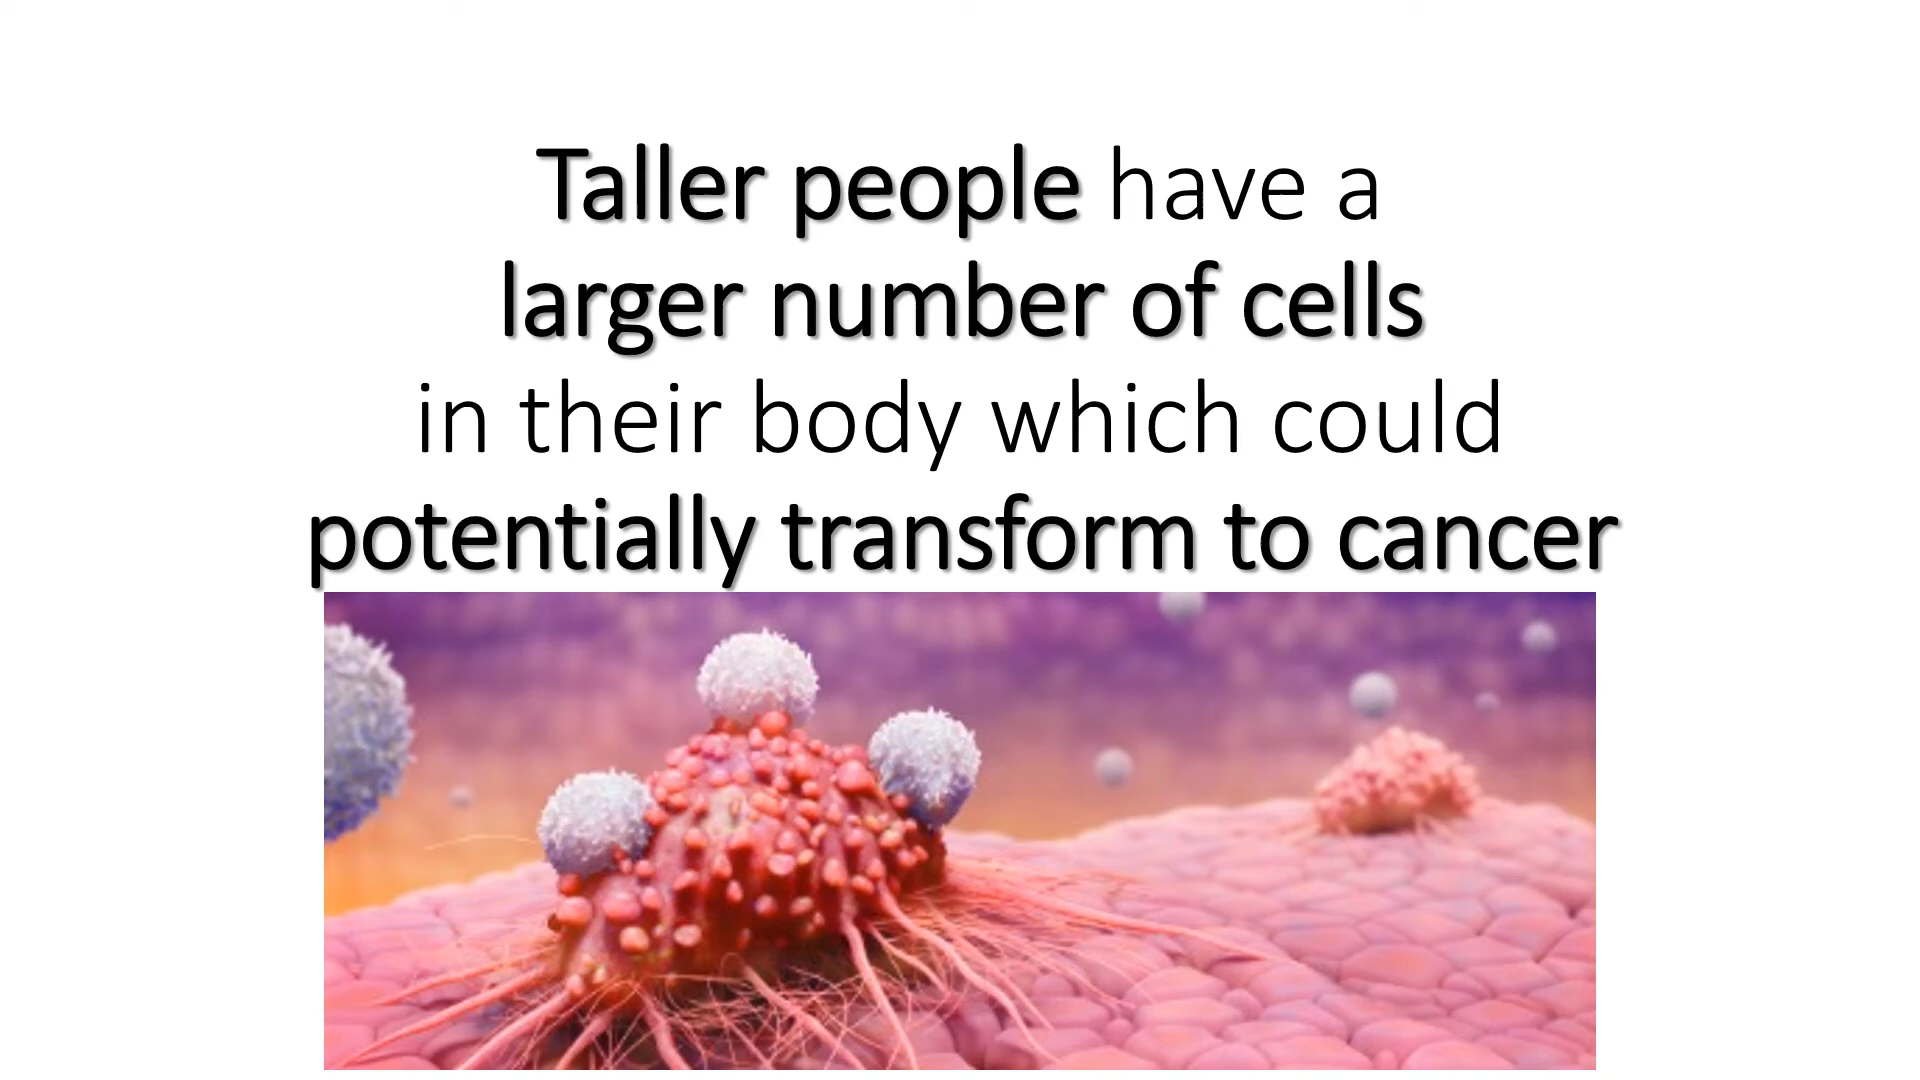 Taller people have a
larger number of cells
in their body which could
potentially transform to cancer